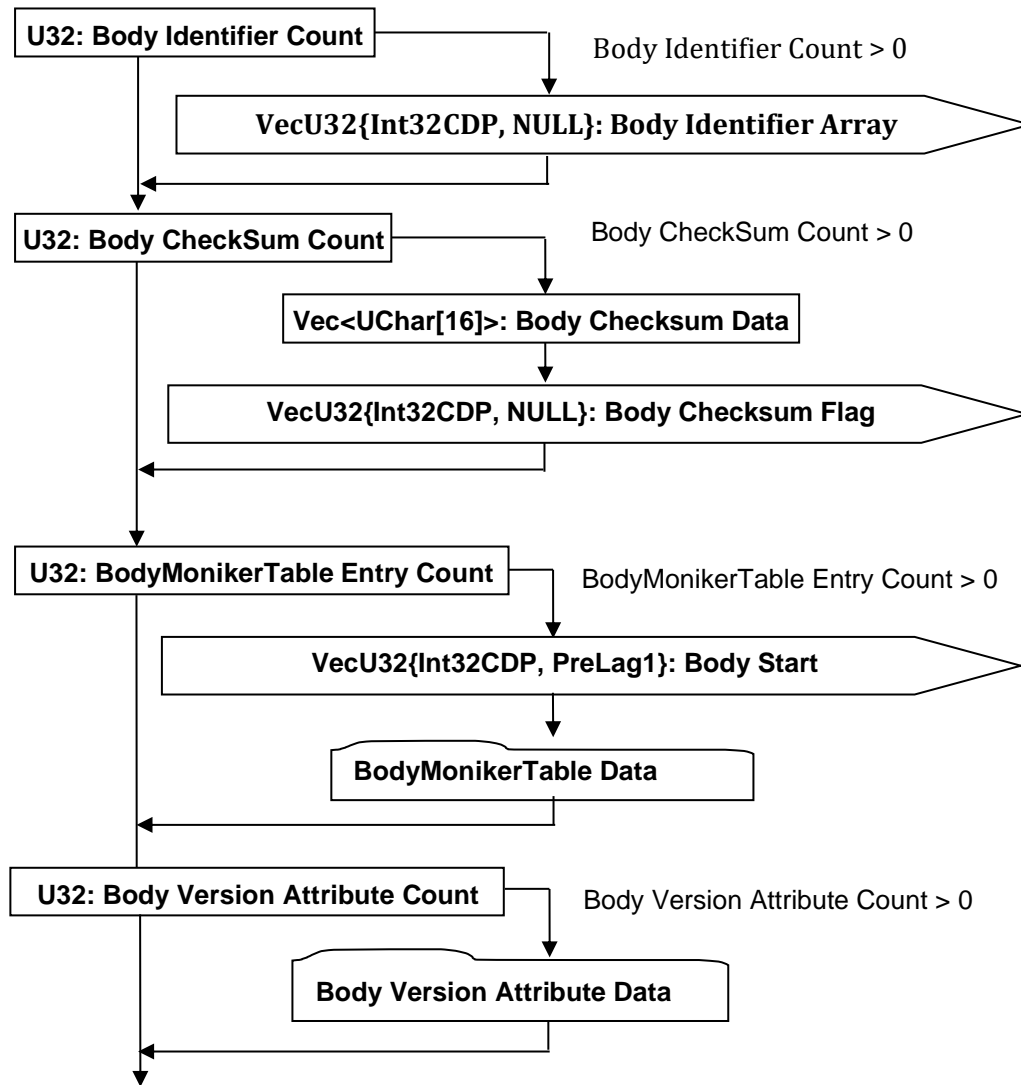 U32: Body Identifier Count
Body Identifier Count > 0
VecU32{Int32CDP, NULL}: Body Identifier Array
U32: Body CheckSum Count
Body CheckSum Count > 0
Vec<UChar[16]>: Body Checksum Data
VecU32{Int32CDP, NULL}: Body Checksum Flag
U32: BodyMonikerTable Entry Count
BodyMonikerTable Entry Count > 0
VecU32{Int32CDP, PreLag1}: Body Start
BodyMonikerTable Data
U32: Body Version Attribute Count
Body Version Attribute Count > 0
Body Version Attribute Data